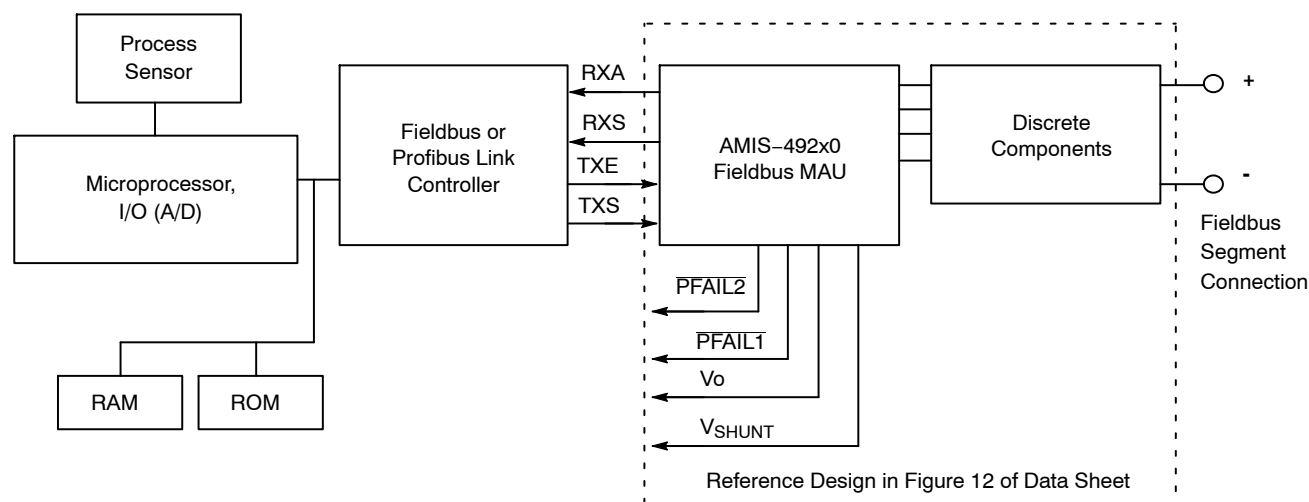 Process
Sensor
Microprocessor,
I/O (A/D)
RAM
ROM
Fieldbus or
Profibus Link
Controller
RXA
RXS
TXE
TXS
AMIS−492x0
Fieldbus MAU
Discrete
Components
+
-
Fieldbus
Segment
Connection
PFAIL2
PFAIL1
Vo
VSHUNT
Reference Design in Figure 12 of Data Sheet